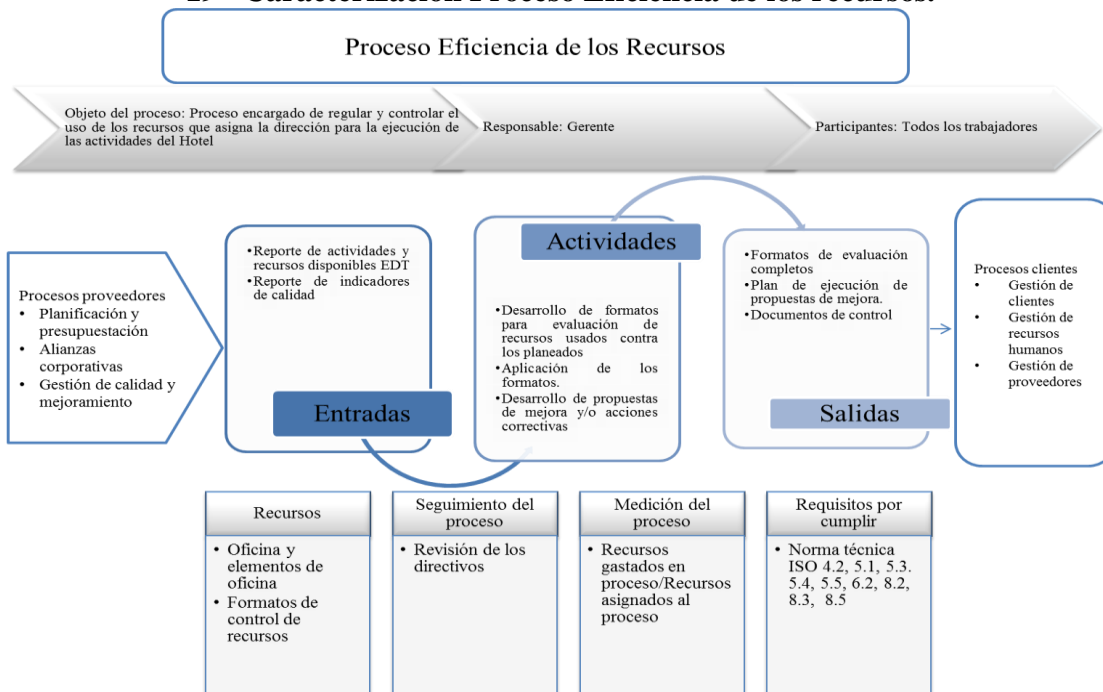 Proceso Eficiencia de los Recursos
Objeto del proceso: Proceso encargado de regular y controlar el
uso de los recursos que asigna la dirección para la ejecución de
las actividades del Hotel
Responsable: Gerente
Participantes: Todos los trabajadores
Procesos proveedores
• Planificación y
presupuestación
• Alianzas
corporativas
• Gestión de calidad y
mejoramiento
•Reporte de actividades y
recursos disponibles EDT
•Reporte de indicadores
de calidad
Entradas
Actividades
•Desarrollo de formatos
para evaluación de
recursos usados contra
los planeados
•Aplicación de los
formatos.
•Desarrollo de propuestas
de mejora y/o acciones
correctivas
•Formatos de evaluación
completos
•Plan de ejecución de
propuestas de mejora.
•Documentos de control
Salidas
Procesos clientes
• Gestión de
clientes
• Gestión de
recursos
humanos
• Gestión de
proveedores
Recursos
• Oficina y
elementos de
oficina
• Formatos de
control de
recursos
Seguimiento del
proceso
• Revisión de los
directivos
Medición del
proceso
• Recursos
gastados en
proceso/Recursos
asignados al
proceso
Requisitos por
cumplir
• Norma técnica
ISO 4.2, 5.1, 5.3.
5.4, 5.5, 6.2, 8.2,
8.3, 8.5